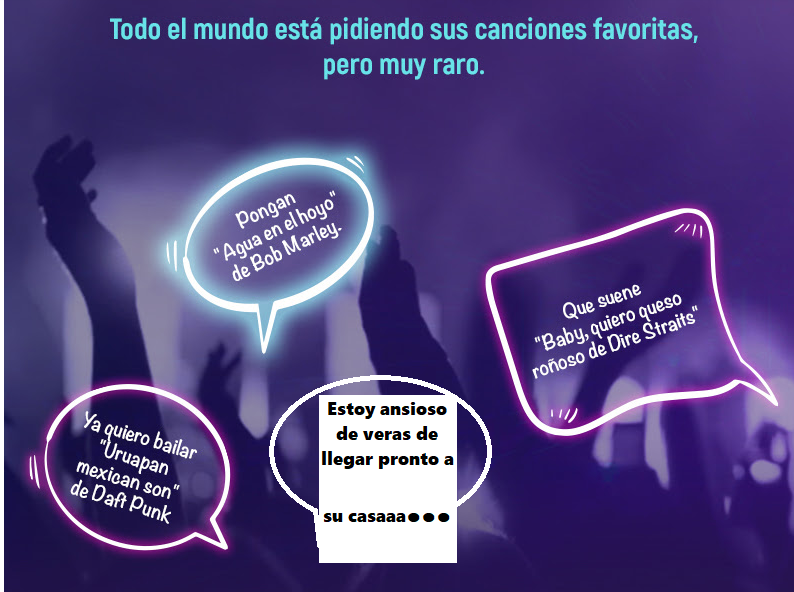 Todo el mundo está pidiendo sus canciones favoritas,
pero muy raro.
Pongan
"Agua en el hoyo"
de Bob Marley.
Que suene
"Baby, quiero queso
roñoso de Dire Straits"
Ya quiero bailar
"Uruapan
mexican son"
de Daft Punk
Estoy ansioso
de veras de
llegar pronto a
su casaaa●●●